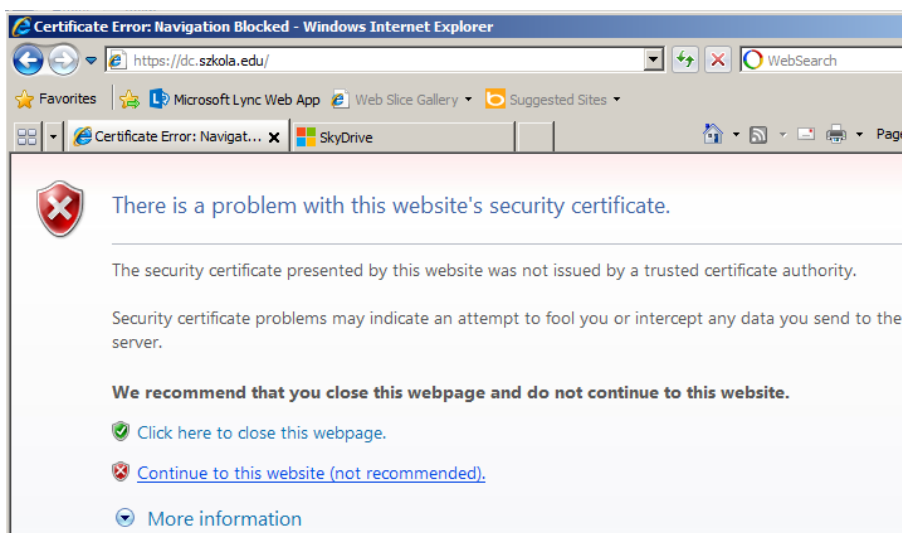 Certificate Error: Navigation Blocked - Windows Internet Explorer
https://dc.szkola.edu/
WebSearch
Favorites
Microsoft Lync Web App
Web Slice Gallery
Suggested Sites
Certificate Error: Navigat...
SkyDrive
Page
There is a problem with this website's security certificate.
The security certificate presented by this website was not issued by a trusted certificate authority.
Security certificate problems may indicate an attempt to fool you or intercept any data you send to the
server.
We recommend that you close this webpage and do not continue to this website.
Click here to close this webpage.
Continue to this website (not recommended).
More information